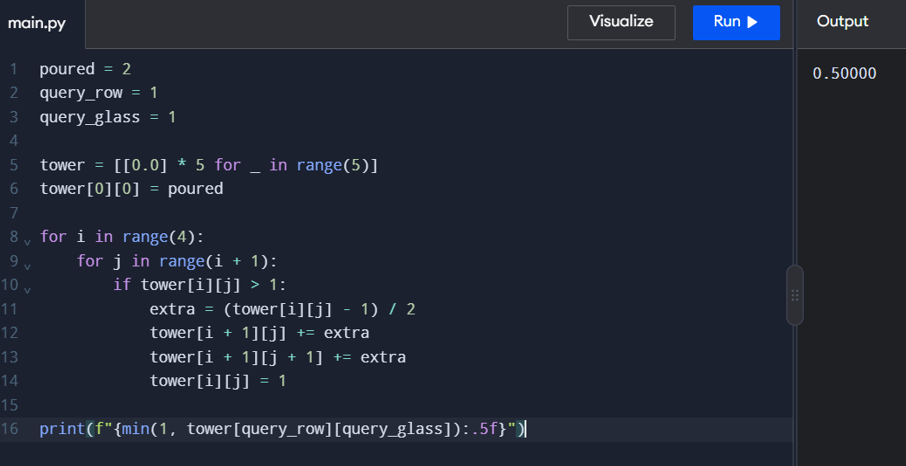 main.py
Visualize
Run
Output
1 poured = 2
2 query_row = 1
3 query_glass = 1
4
5 tower = [[0.0] * 5 for _ in range(5)]
6 tower[0][0] = poured
7
8 for i in range(4):
9     for j in range(i + 1):
10         if tower[i][j] > 1:
11             extra = (tower[i][j] - 1) / 2
12             tower[i + 1][j] += extra
13             tower[i + 1][j + 1] += extra
14             tower[i][j] = 1
15
16 print(f"{min(1, tower[query_row][query_glass]):.5f}")
0.50000